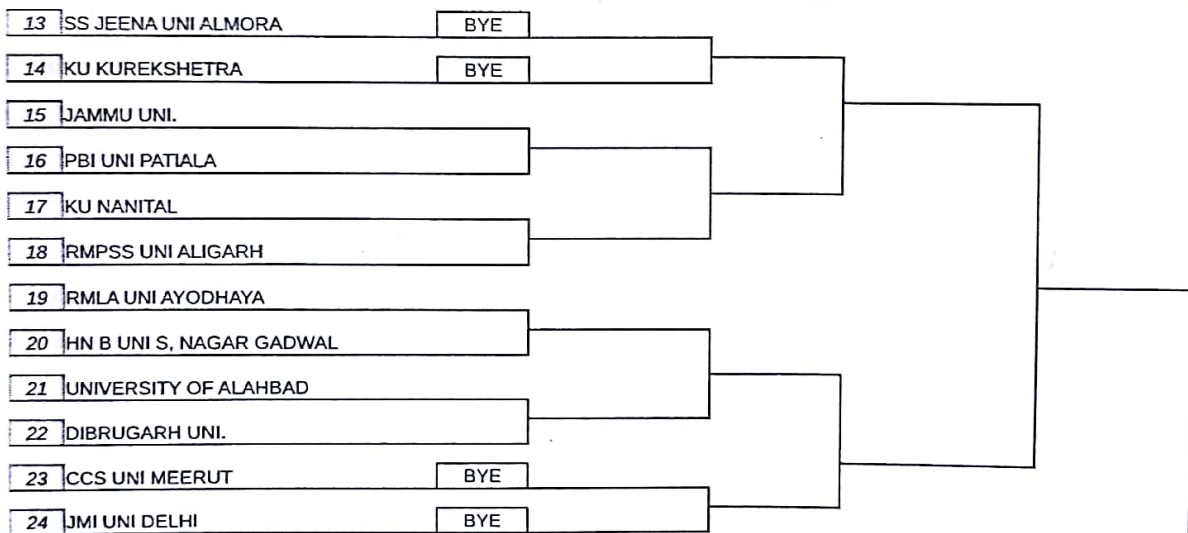 13 SS JEENA UNI ALMORA BYE
14 KU KUREKSHETRA BYE
15 JAMMU UNI.
16 PBI UNI PATIALA
17 KU NANITAL
18 RMPSS UNI ALIGARH
19 RMLA UNI AYODHAYA
20 HN B UNI S, NAGAR GADWAL
21 UNIVERSITY OF ALAHBAD
22 DIBRUGARH UNI.
23 CCS UNI MEERUT BYE
24 JMI UNI DELHI BYE